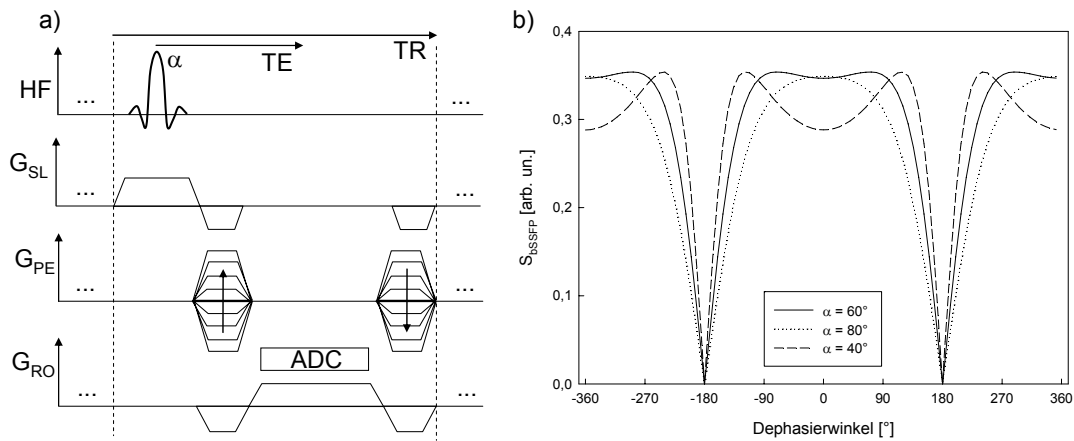 a)
TR
TE
α
HF
...
...
G_SL
...
...
G_PE
...
...
ADC
G_RO
...
...
b)
0,4
0,3
0,2
0,1
0,0
S_bSSFP [arb. un.]
α = 60°
α = 80°
α = 40°
-360 -270 -180 -90 0 90 180 270 360
Dephasierwinkel [°]